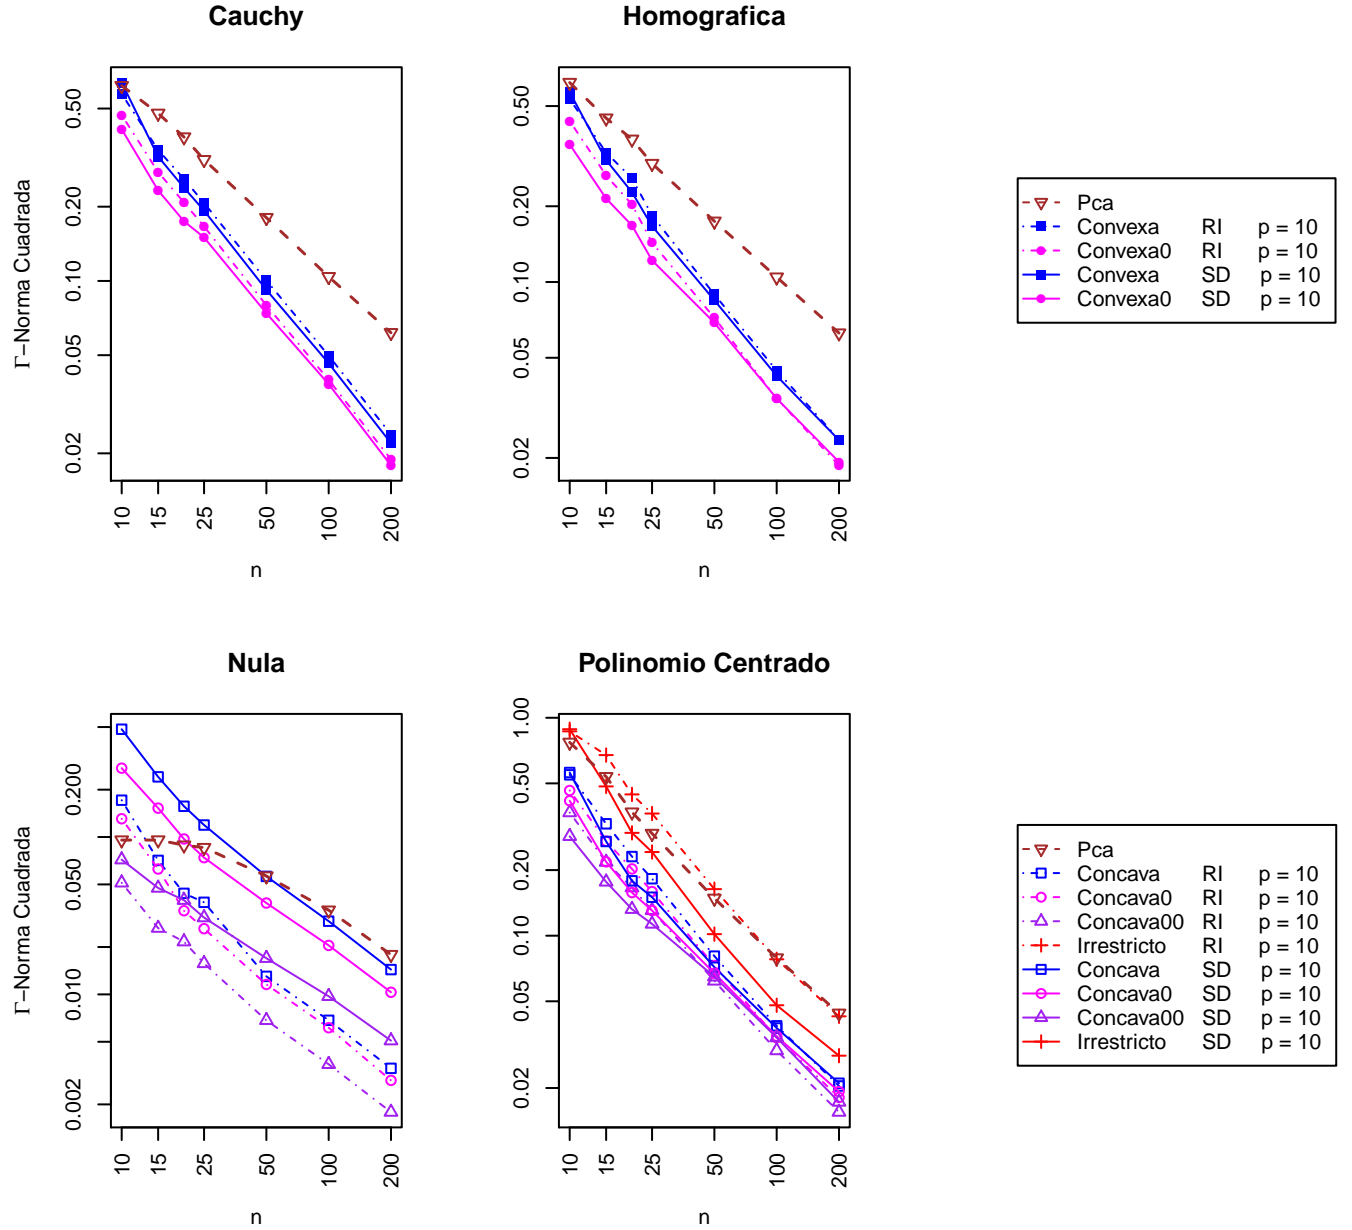 Cauchy
Homografica
Γ−Norma Cuadrada
0.50
0.20
0.10
0.05
0.02
10
15
25
50
100
200
n
0.50
0.20
0.10
0.05
0.02
10
15
25
50
100
200
n
Pca
Convexa RI p = 10
Convexa0 RI p = 10
Convexa SD p = 10
Convexa0 SD p = 10
Nula
Polinomio Centrado
Γ−Norma Cuadrada
0.200
0.050
0.010
0.002
10
15
25
50
100
200
n
1.00
0.50
0.20
0.10
0.05
0.02
10
15
25
50
100
200
n
Pca
Concava RI p = 10
Concava0 RI p = 10
Concava00 RI p = 10
Irrestricto RI p = 10
Concava SD p = 10
Concava0 SD p = 10
Concava00 SD p = 10
Irrestricto SD p = 10